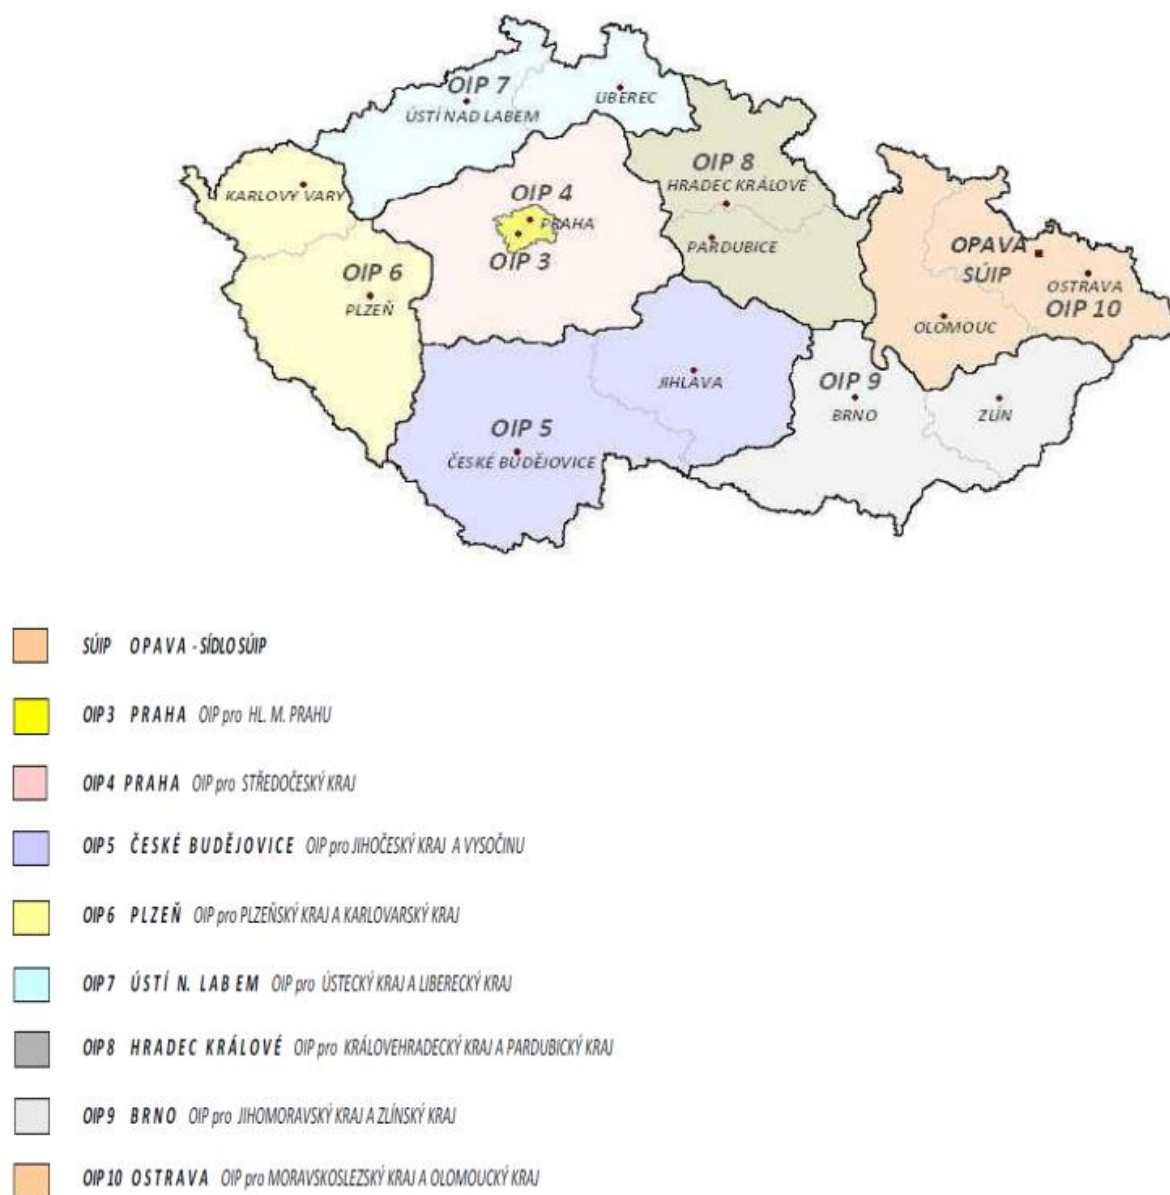 OIP 7
ÚSTÍ NAD LABEM
LIBEREC
OIP 8
HRADEC KRÁLOVÉ
KARLOVY VARY
OIP 4
PRAHA
OIP 3
PARDUBICE
OPAVA
SÚIP
OIP 6
PLZEŇ
OSTRAVA
OIP 10
OLOMOUC
JIHLAVA
OIP 9
BRNO
ZLÍN
OIP 5
ČESKÉ BUDĚJOVICE
SÚIP OPAVA - SÍDLO SÚIP
OIP 3 PRAHA OIP pro HL. M. PRAHU
OIP 4 PRAHA OIP pro STŘEDOČESKÝ KRAJ
OIP 5 ČESKÉ BUDĚJOVICE OIP pro JIHOČESKÝ KRAJ A VYSOČINU
OIP 6 PLZEŇ OIP pro PLZEŇSKÝ KRAJ A KARLOVARSKÝ KRAJ
OIP 7 ÚSTÍ N. LABEM OIP pro ÚSTECKÝ KRAJ A LIBERECKÝ KRAJ
OIP 8 HRADEC KRÁLOVÉ OIP pro KRÁLOVEHRADECKÝ KRAJ A PARDUBICKÝ KRAJ
OIP 9 BRNO OIP pro JIHOMORAVSKÝ KRAJ A ZLÍNSKÝ KRAJ
OIP 10 OSTRAVA OIP pro MORAVSKOSLEZSKÝ KRAJ A OLOMOUCKÝ KRAJ